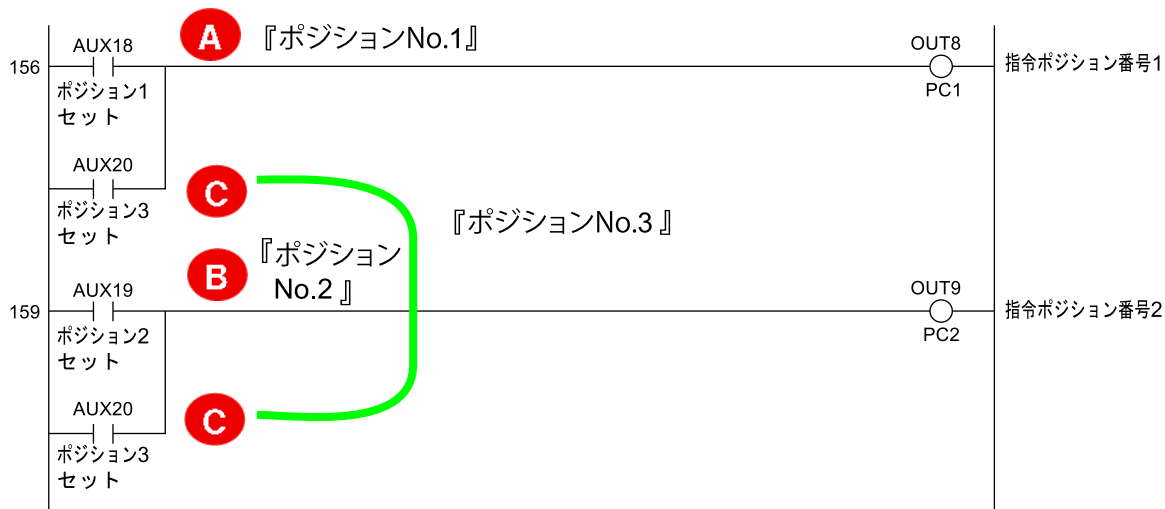 AUX18
A
『ポジションNo.1』
OUT8
156
指令ポジション番号1
ポジション1
セット
PC1
AUX20
C
ポジション3
セット
『ポジションNo.3 』
B
『ポジション
No.2 』
AUX19
OUT9
159
指令ポジション番号2
ポジション2
セット
PC2
AUX20
C
ポジション3
セット